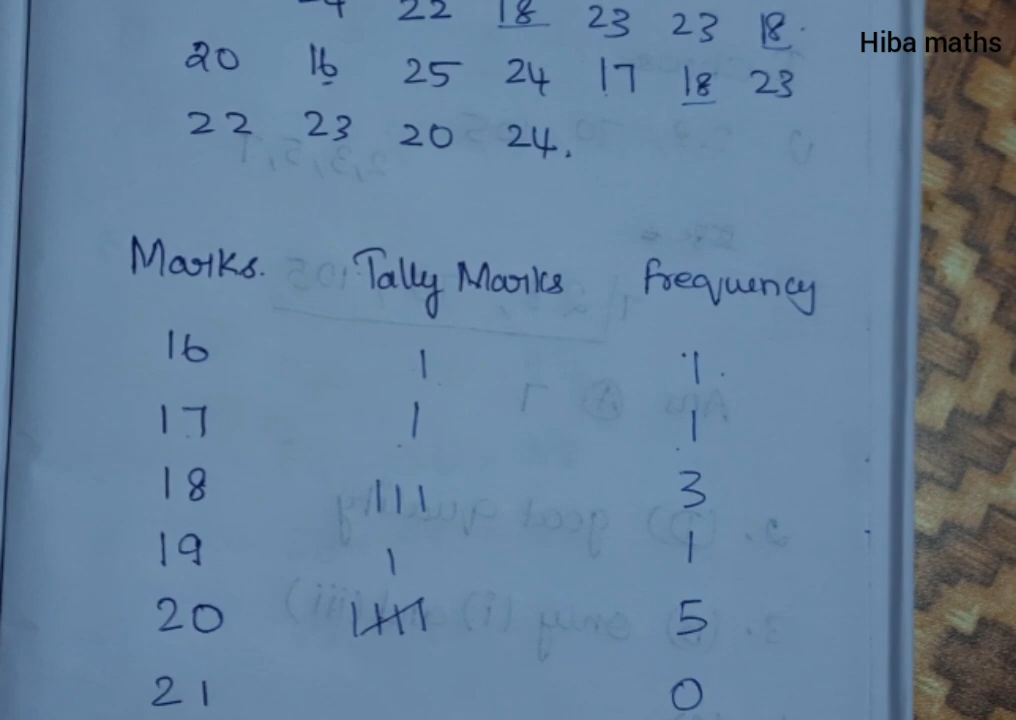 22 18 23 23 18.
Hiba maths
20 16 25 24 17 18 23
22 23 20 24.
Marks. Tally Marks frequency
16 | 1.
17 | 1
18 ||| 3
19 | 1
20 5
21 0